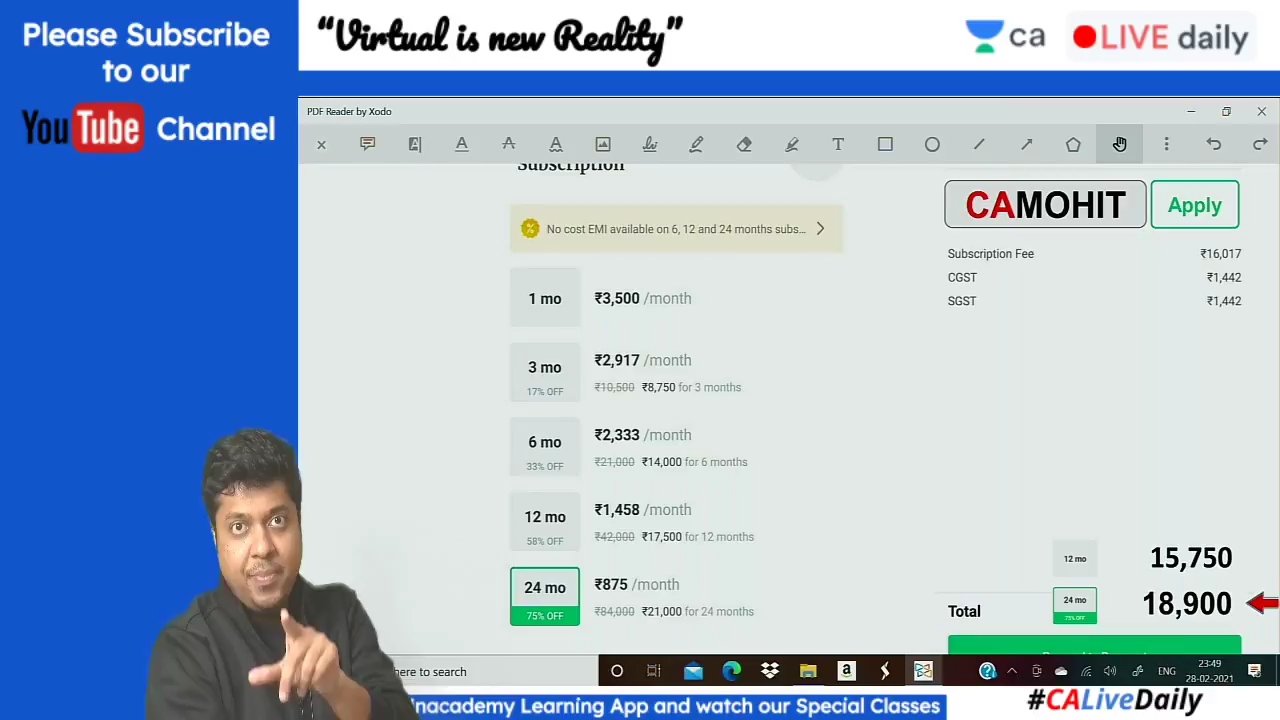 Please Subscribe
to our
YouTube Channel
“Virtual is new Reality”
ca
LIVE daily
PDF Reader by Xodo
T
Subscription
No cost EMI available on 6, 12 and 24 months subs...
1 mo
₹3,500 /month
3 mo
17% OFF
₹2,917 /month
₹10,500 ₹8,750 for 3 months
6 mo
33% OFF
₹2,333 /month
₹21,000 ₹14,000 for 6 months
12 mo
58% OFF
₹1,458 /month
₹42,000 ₹17,500 for 12 months
24 mo
75% OFF
₹875 /month
₹84,000 ₹21,000 for 24 months
CAMOHIT
Apply
Subscription Fee ₹16,017
CGST ₹1,442
SGST ₹1,442
12 mo 15,750
Total
24 mo
75% OFF
18,900
here to search
ENG
23:49
28-02-2021
nacademy Learning App and watch our Special Classes
#CALiveDaily